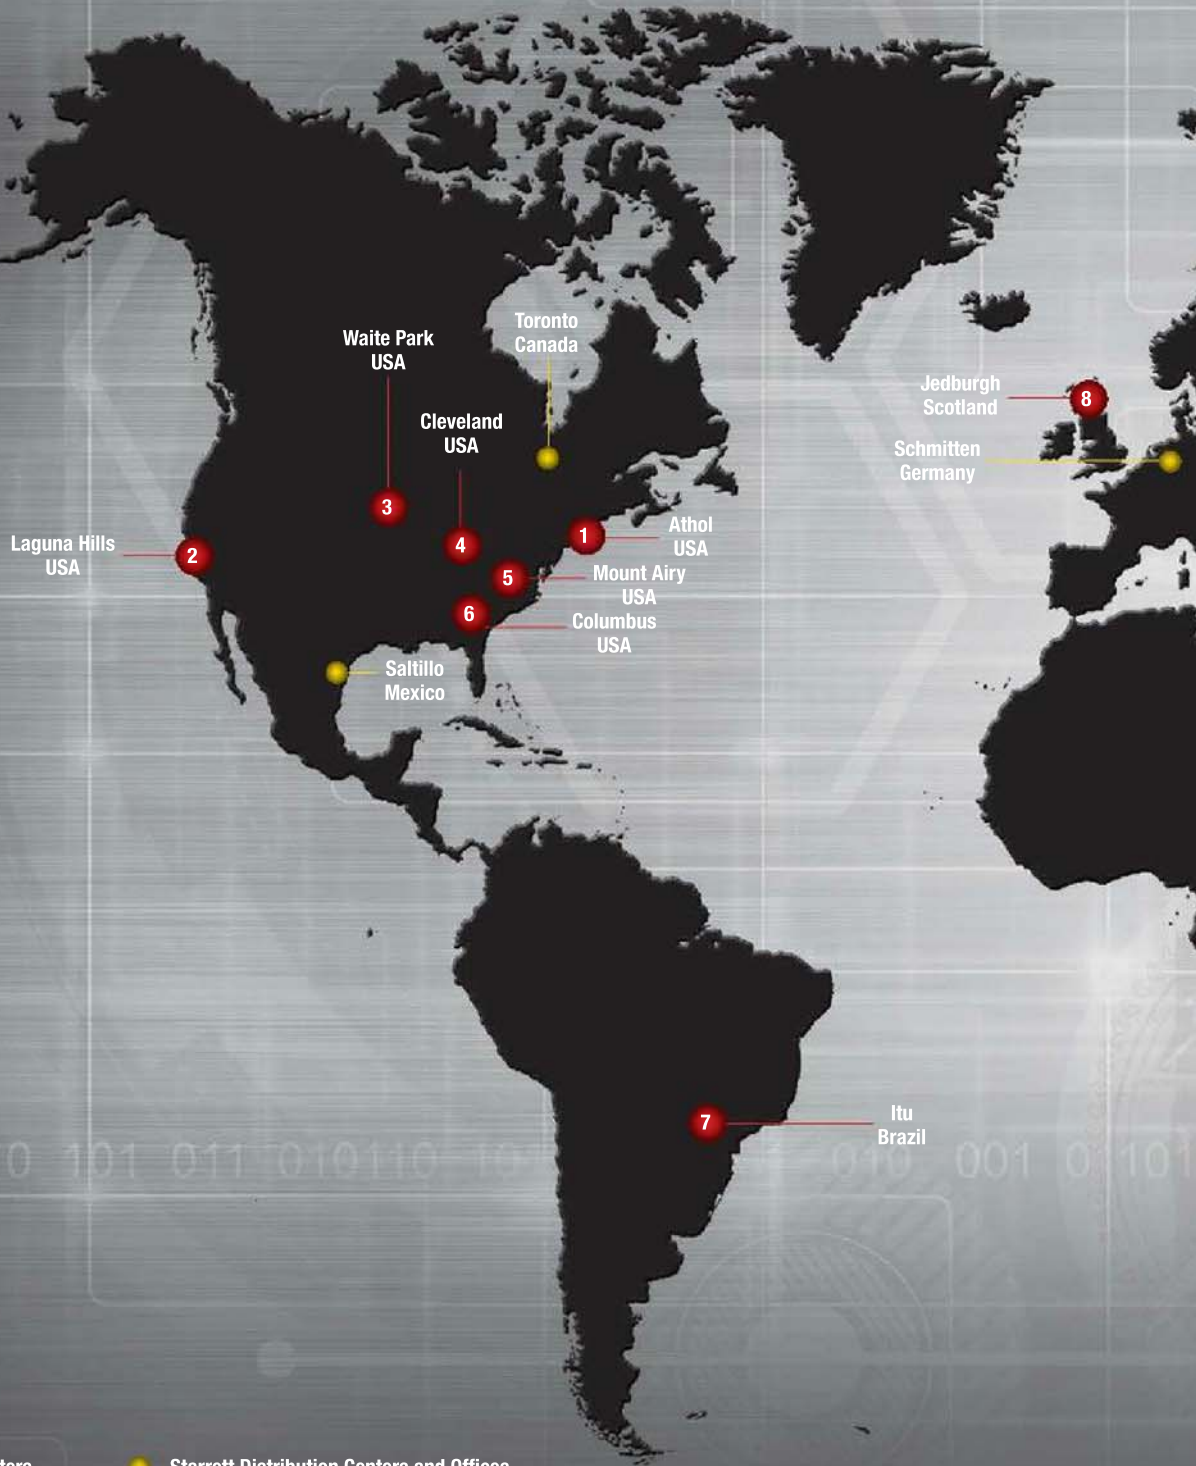 Toronto
Canada
Waite Park
USA
Jedburgh
Scotland
8
Cleveland
USA
Schmitten
Germany
3
Laguna Hills
USA
2
4
1
Athol
USA
5
Mount Airy
USA
6
Columbus
USA
Saltillo
Mexico
7
Itu
Brazil
0 101 011 010110 101 010 001 01101
Starrett Distribution Centers and Offices